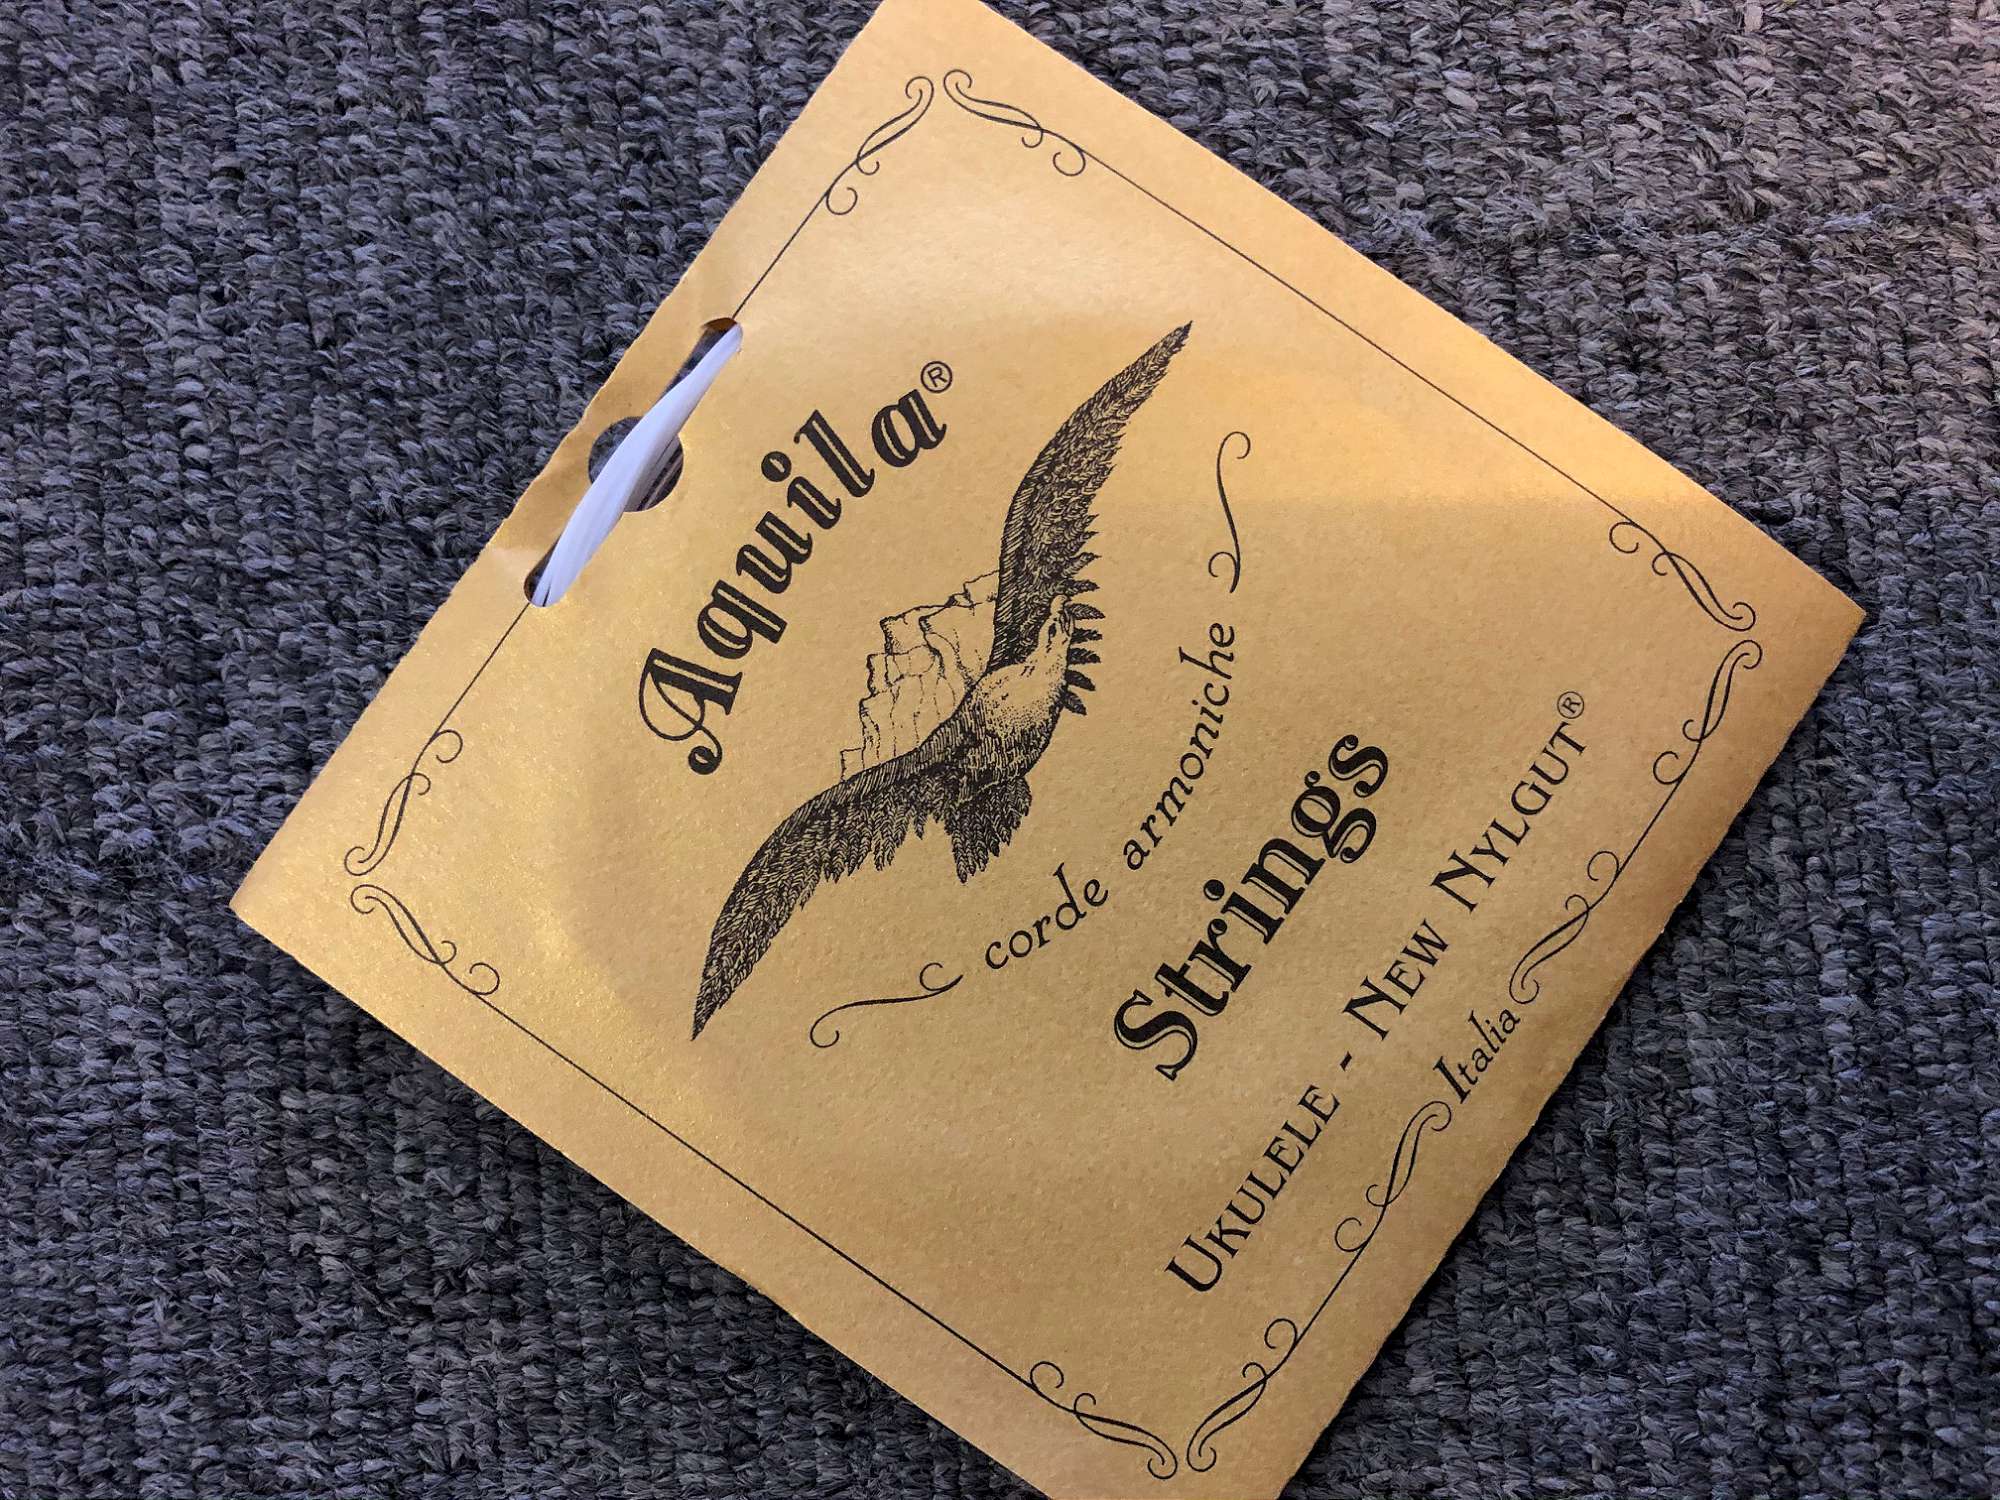 Aquila®
corde armoniche
Strings
UKULELE - NEW NYLGUT®
Italia